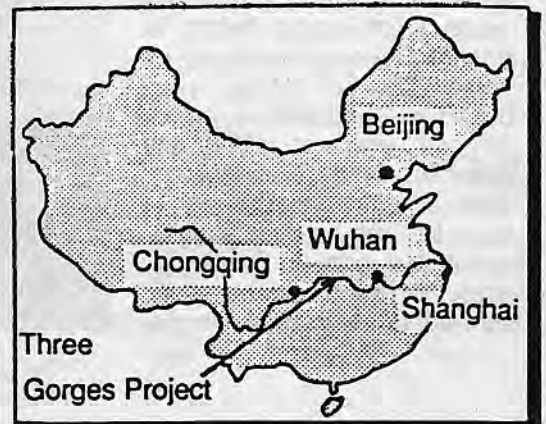 Beijing
Wuhan
Chongqing
Shanghai
Three
Gorges Project